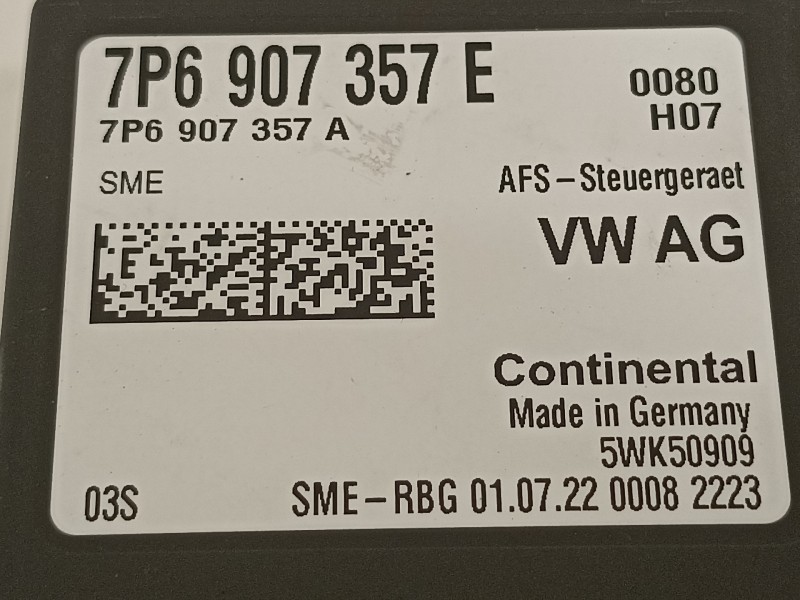 7P6 907 357 E
0080
7P6 907 357 A
H07
SME
AFS-Steuergeraet
VW AG
Continental
Made in Germany
5WK50909
03S
SME-RBG 01.07.22 0008 2223